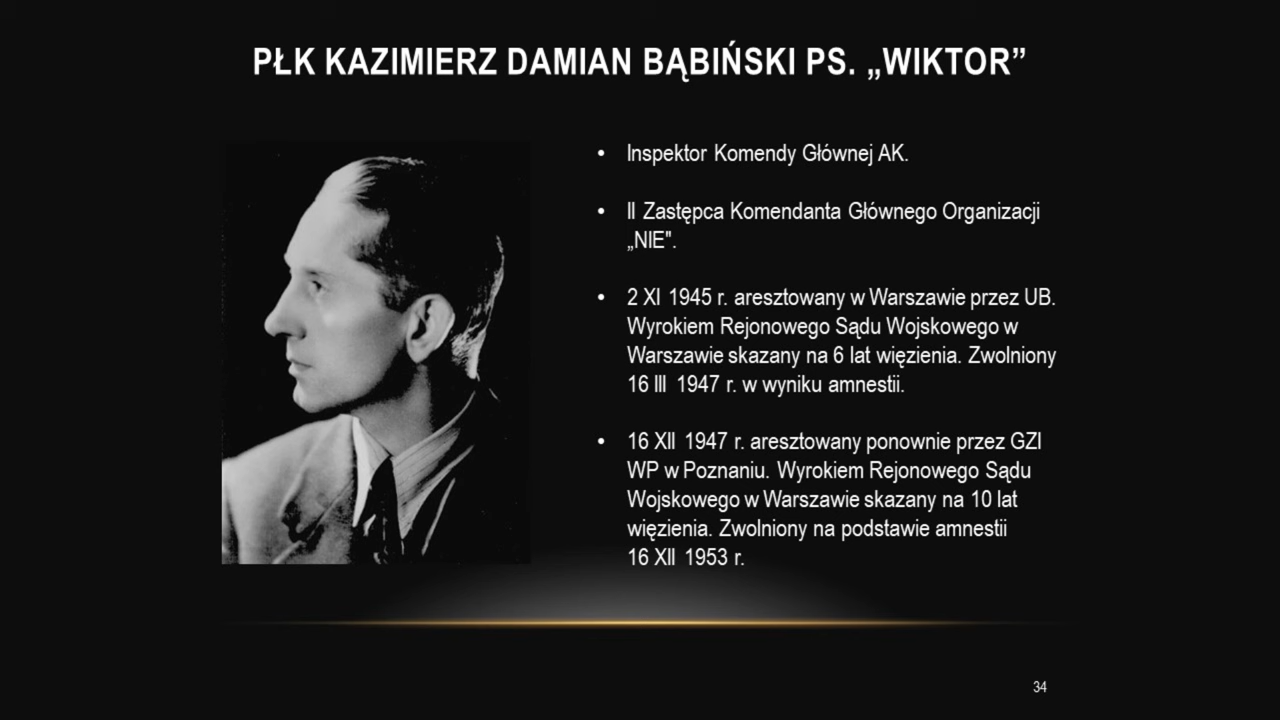 PŁK KAZIMIERZ DAMIAN BĄBIŃSKI PS. „WIKTOR”
• Inspektor Komendy Głównej AK.
• II Zastępca Komendanta Głównego Organizacji
„NIE".
• 2 XI 1945 r. aresztowany w Warszawie przez UB.
Wyrokiem Rejonowego Sądu Wojskowego w
Warszawie skazany na 6 lat więzienia. Zwolniony
16 III 1947 r. w wyniku amnestii.
• 16 XII 1947 r. aresztowany ponownie przez GZI
WP w Poznaniu. Wyrokiem Rejonowego Sądu
Wojskowego w Warszawie skazany na 10 lat
więzienia. Zwolniony na podstawie amnestii
16 XII 1953 r.
34